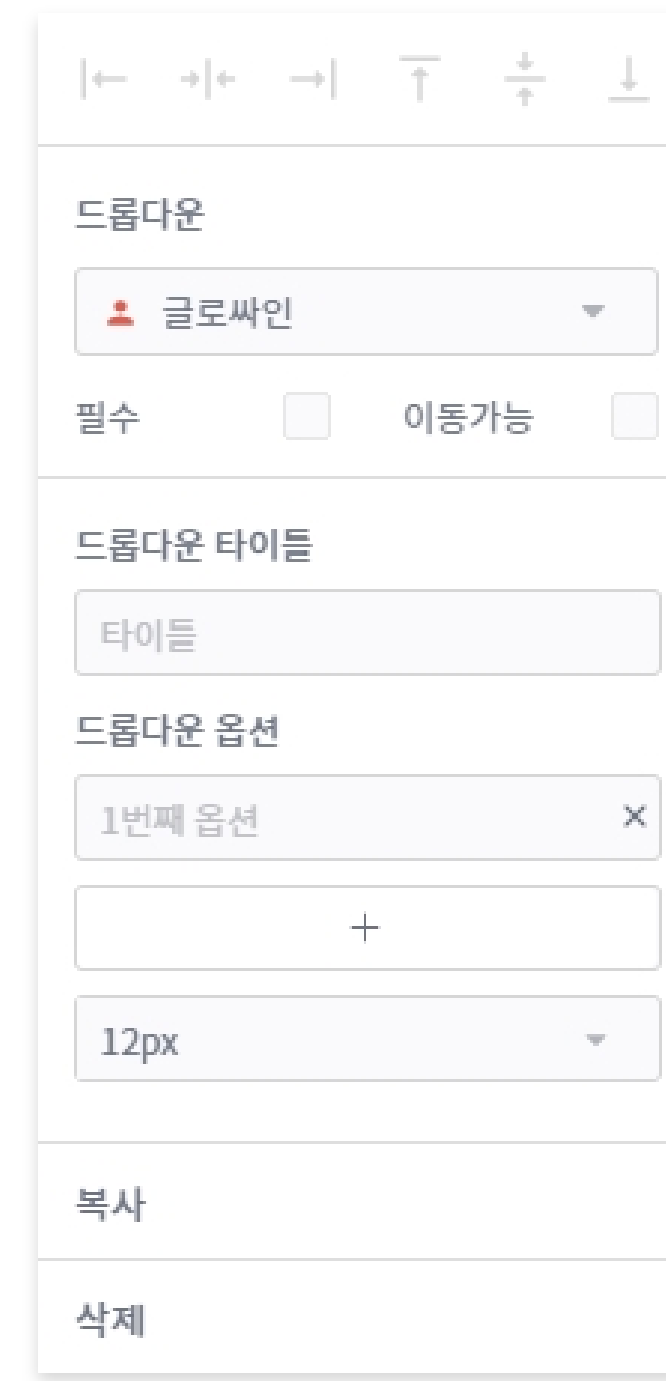 드롭다운
글로싸인
필수 이동가능
드롭다운 타이틀
타이틀
드롭다운 옵션
1번째 옵션
12px
복사
삭제